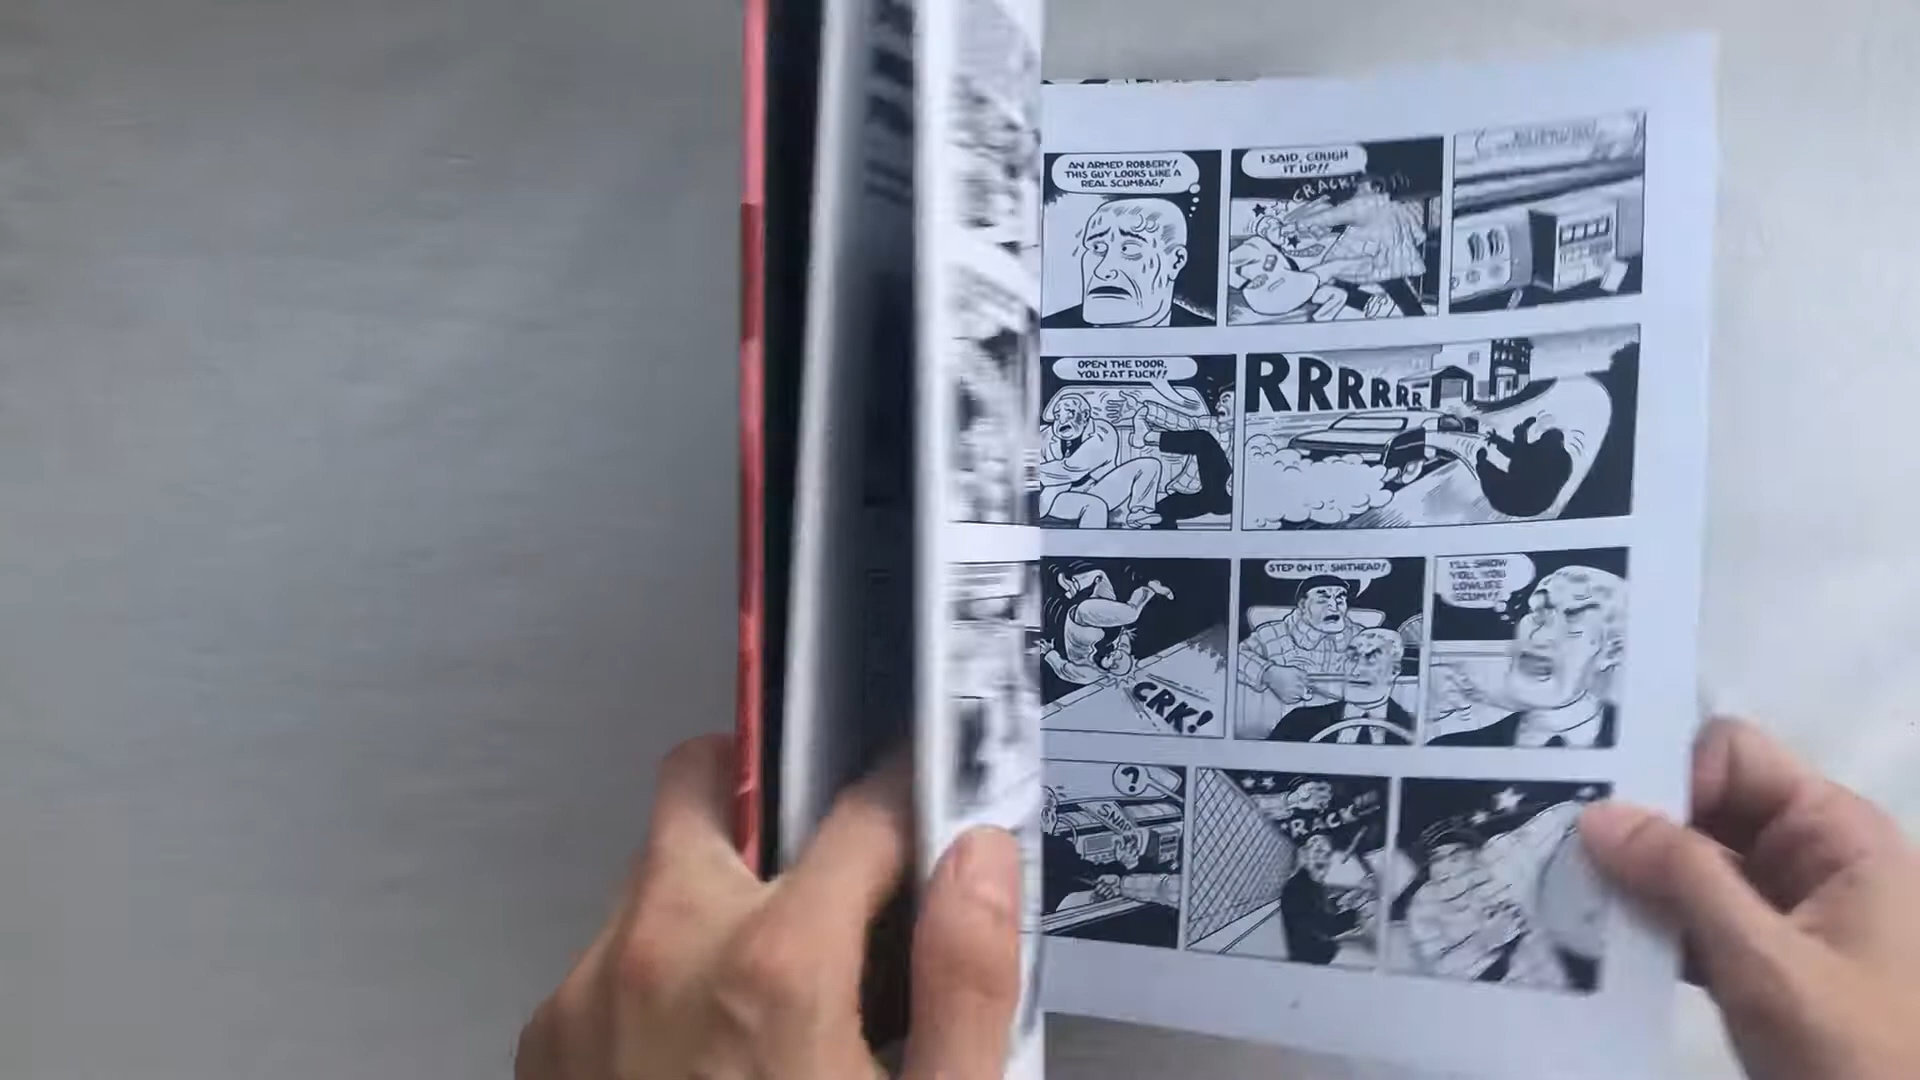 AN ARMED ROBBERY!
THIS GUY LOOKS LIKE A
REAL SCUMBAG!
I SAID, COUGH
IT UP!!
CRACK!
OPEN THE DOOR,
YOU FAT FUCK!!
RRRRRRR
CRK!
STEP ON IT, SHITHEAD!
I'LL SHOW
YOU, YOU
LOWLIFE
SCUM!!
?
SNAP
CRACK!!!